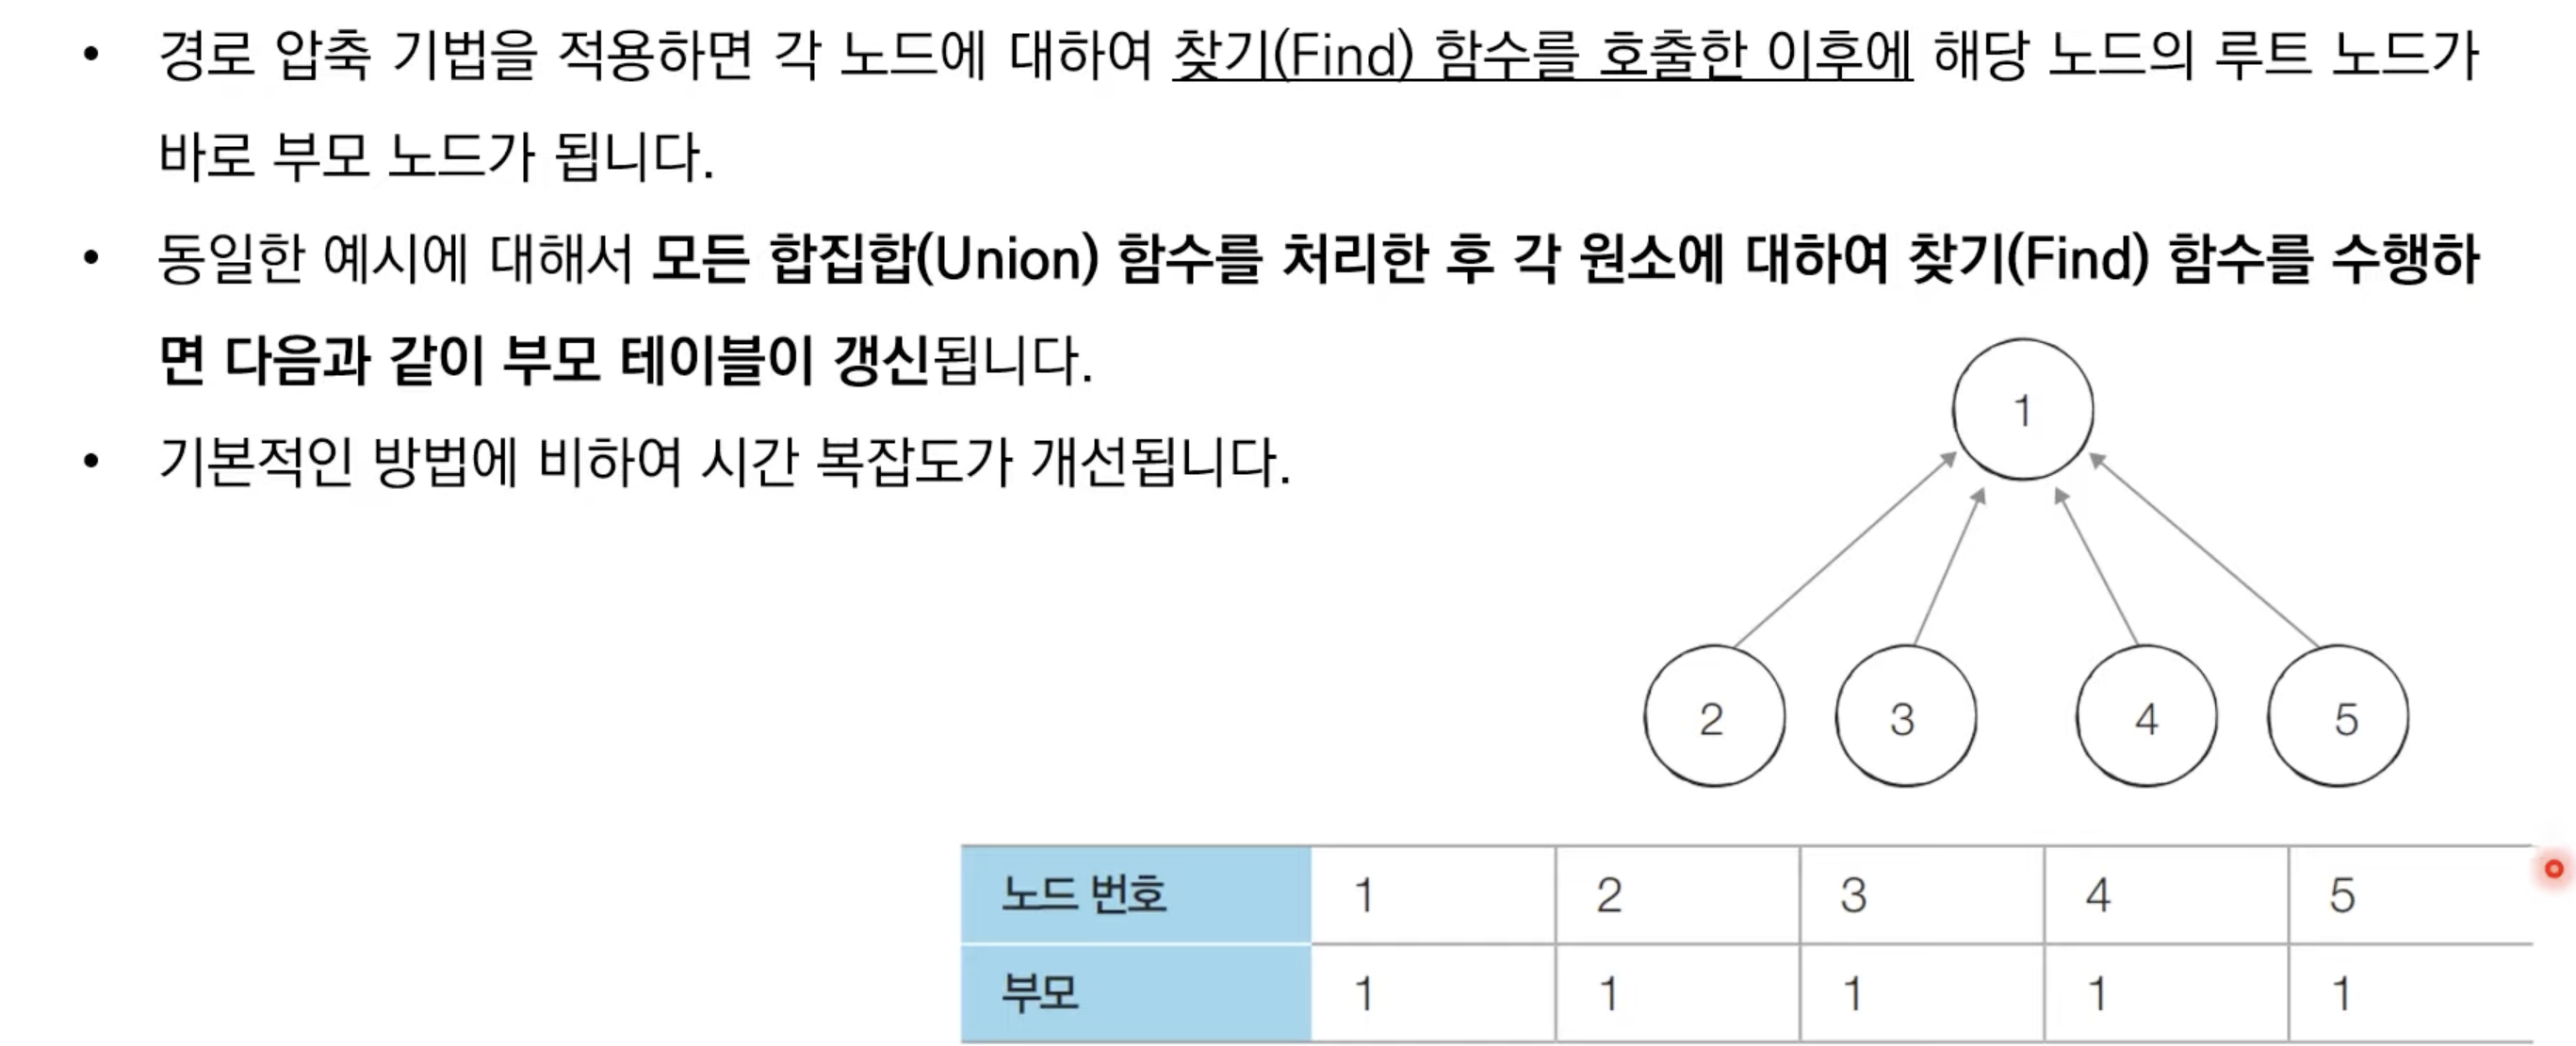 • 경로 압축 기법을 적용하면 각 노드에 대하여 찾기(Find) 함수를 호출한 이후에 해당 노드의 루트 노드가
바로 부모 노드가 됩니다.
• 동일한 예시에 대해서 모든 합집합(Union) 함수를 처리한 후 각 원소에 대하여 찾기(Find) 함수를 수행하
면 다음과 같이 부모 테이블이 갱신됩니다.
• 기본적인 방법에 비하여 시간 복잡도가 개선됩니다.
1
2 3 4 5
노드 번호 1 2 3 4 5
부모 1 1 1 1 1